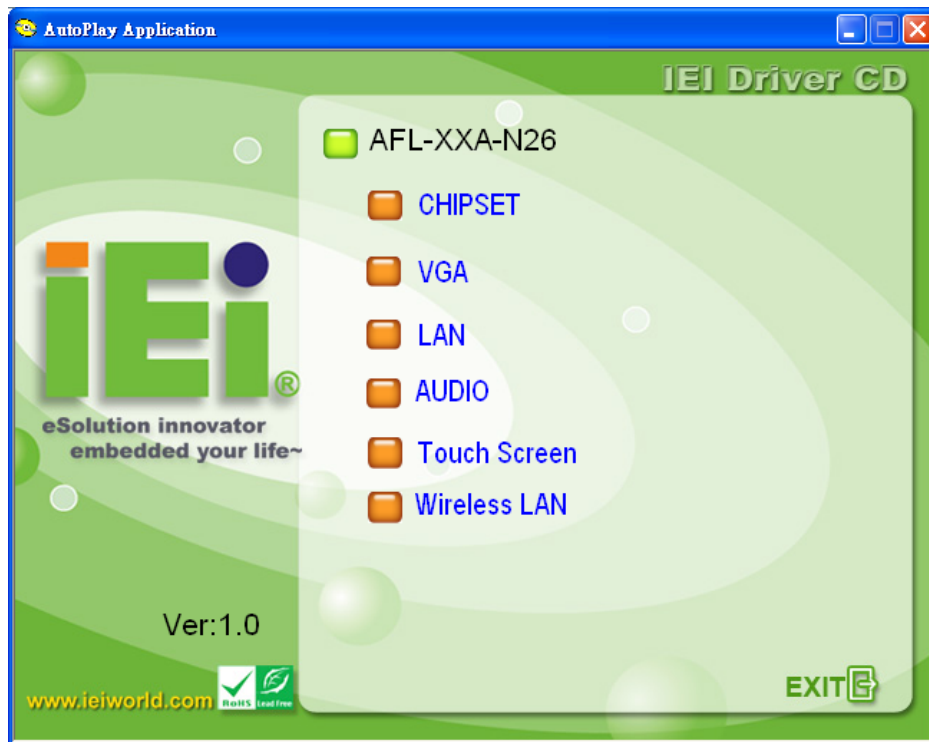 AutoPlay Application
IEI Driver CD
AFL-XXA-N26
CHIPSET
VGA
LAN
AUDIO
Touch Screen
Wireless LAN
iEi®
eSolution innovator
embedded your life~
Ver:1.0
www.ieiworld.com
RoHS Lead Free
EXIT